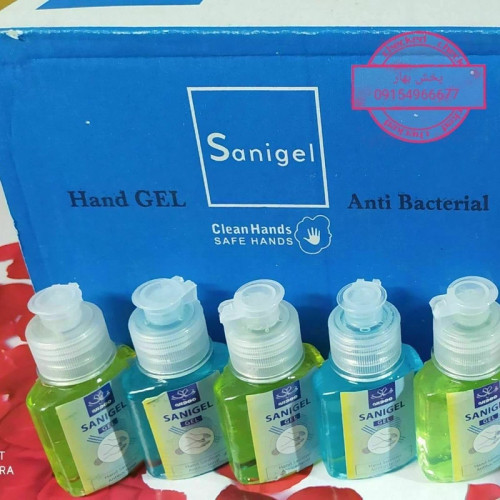 پخش بهار
09154966677
Sanigel
Hand GEL
Anti Bacterial
Clean Hands
SAFE HANDS
SANIGEL
GEL
SANIGEL
GEL
SANIGEL
GEL
SANIGEL
GEL
SANIGEL
GEL